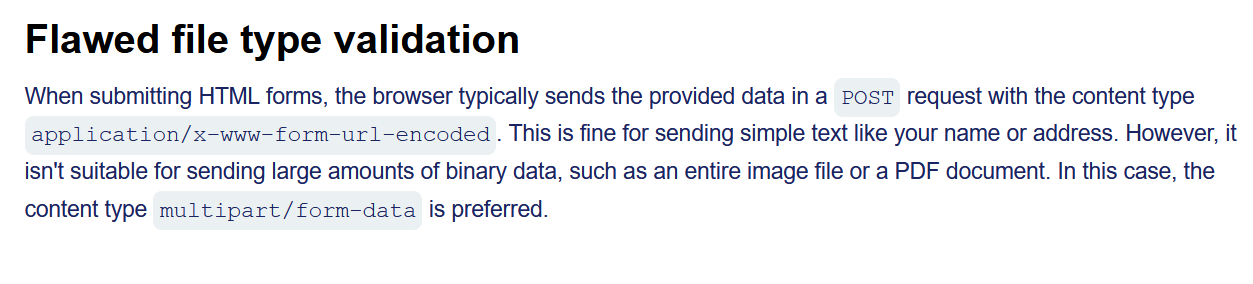 Flawed file type validation
When submitting HTML forms, the browser typically sends the provided data in a POST request with the content type
application/x-www-form-url-encoded. This is fine for sending simple text like your name or address. However, it
isn't suitable for sending large amounts of binary data, such as an entire image file or a PDF document. In this case, the
content type multipart/form-data is preferred.